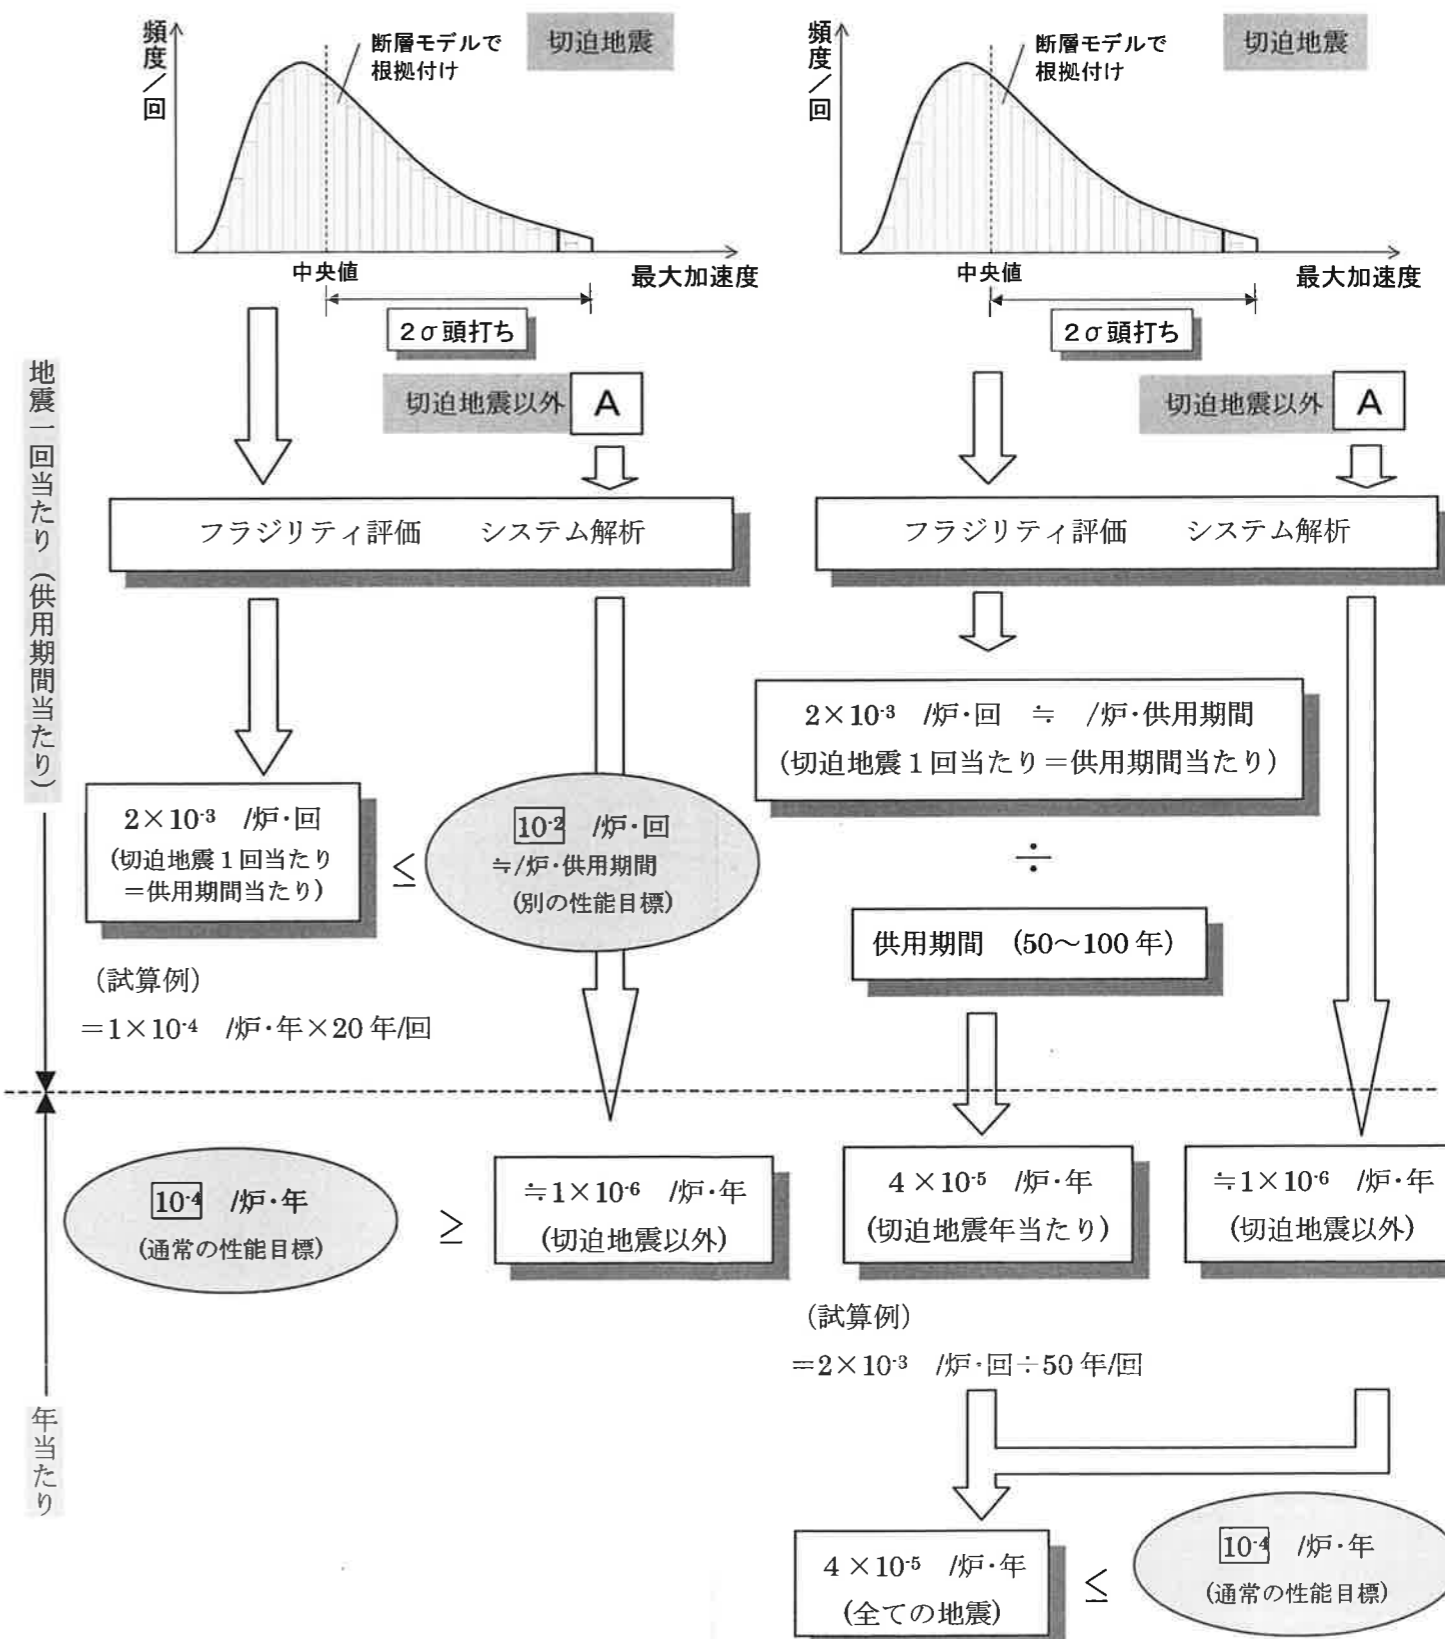 頻度/回
断層モデルで
根拠付け
切迫地震
中央値
最大加速度
2σ頭打ち
切迫地震以外
A
フラジリティ評価 システム解析
地震一回当たり(供用期間当たり)
2×10⁻³ /炉・回
(切迫地震1回当たり
=供用期間当たり)
≦
10⁻² /炉・回
≒/炉・供用期間
(別の性能目標)
(試算例)
=1×10⁻⁴ /炉・年×20年/回
10⁻⁴ /炉・年
(通常の性能目標)
≧
≒1×10⁻⁶ /炉・年
(切迫地震以外)
年当たり
頻度/回
断層モデルで
根拠付け
切迫地震
中央値
最大加速度
2σ頭打ち
切迫地震以外
A
フラジリティ評価 システム解析
2×10⁻³ /炉・回 ≒ /炉・供用期間
(切迫地震1回当たり=供用期間当たり)
÷
供用期間 (50~100年)
4×10⁻⁵ /炉・年
(切迫地震年当たり)
≒1×10⁻⁶ /炉・年
(切迫地震以外)
(試算例)
=2×10⁻³ /炉・回÷50年/回
4×10⁻⁵ /炉・年
(全ての地震)
≦
10⁻⁴ /炉・年
(通常の性能目標)